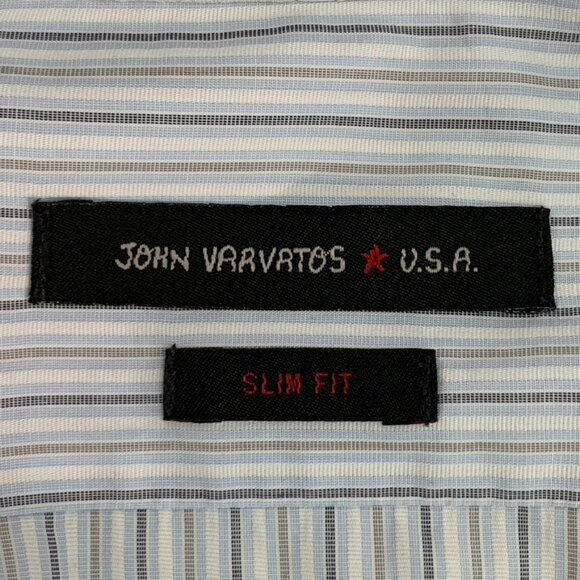 JOHN VARVATOS ★ U.S.A.
SLIM FIT